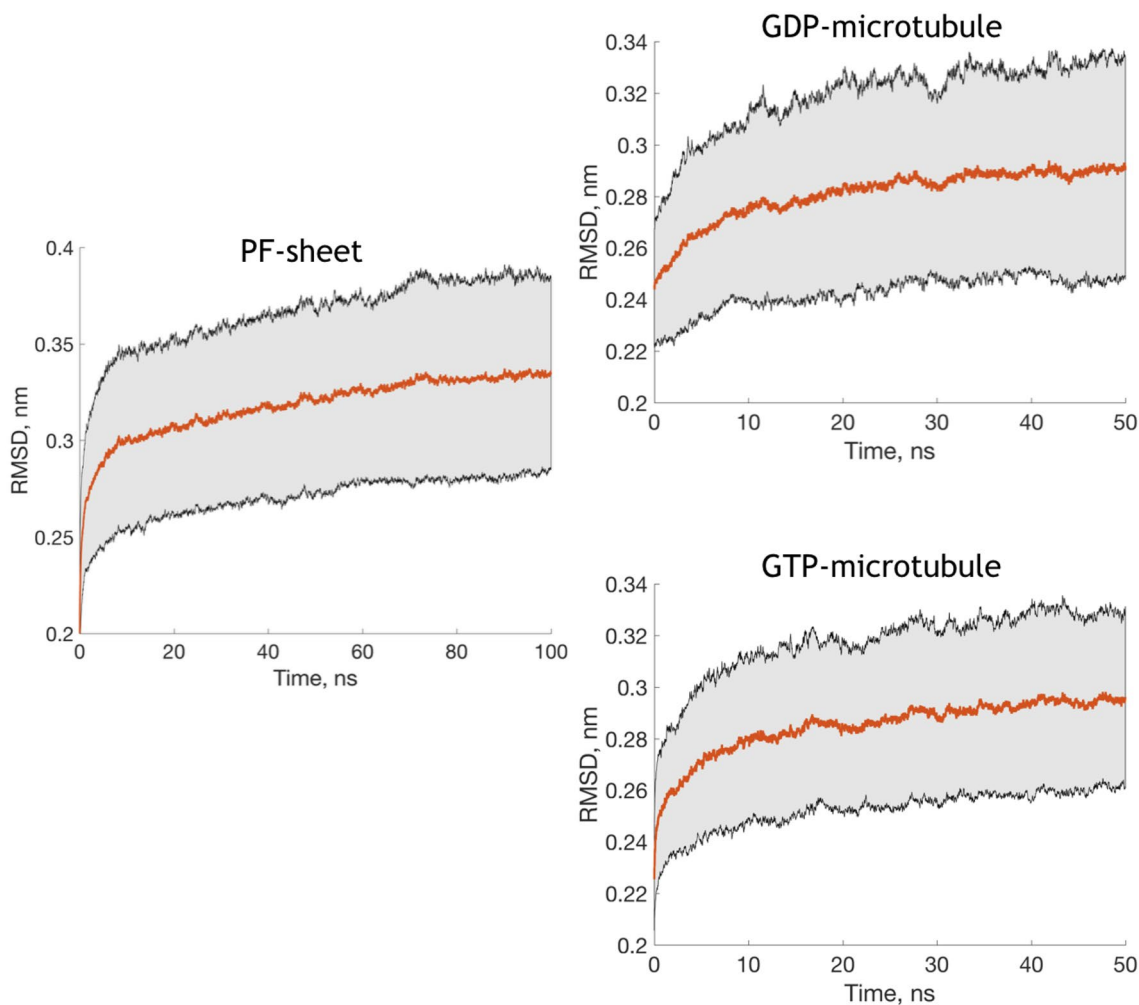 PF-sheet
0.4
0.35
0.3
0.25
0.2
RMSD, nm
0 20 40 60 80 100
Time, ns
GDP-microtubule
0.34
0.32
0.3
0.28
0.26
0.24
0.22
0.2
RMSD, nm
0 10 20 30 40 50
Time, ns
GTP-microtubule
0.34
0.32
0.3
0.28
0.26
0.24
0.22
0.2
RMSD, nm
0 10 20 30 40 50
Time, ns